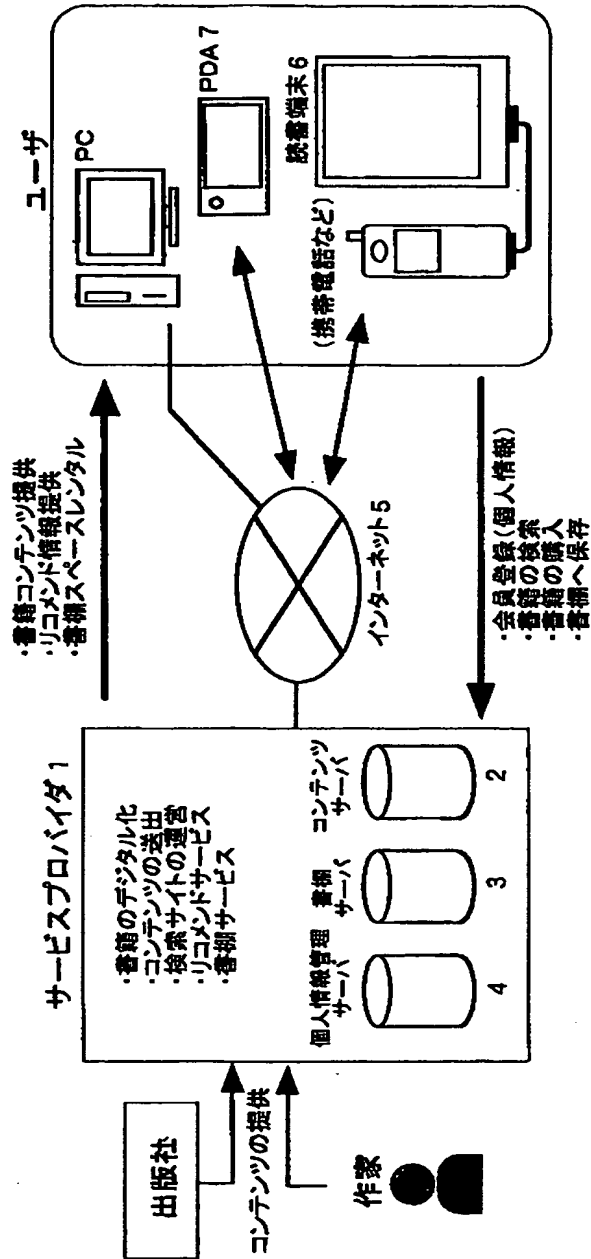 出版社
コンテンツの提供
作家
サービスプロバイダ 1
・書籍のデジタル化
・コンテンツの送出
・検索サイトの運営
・リコメンドサービス
・書棚サービス
個人情報管理
サーバ
4
書棚
サーバ
3
コンテンツ
サーバ
2
・書籍コンテンツ提供
・リコメンド情報提供
・書棚スペースレンタル
インターネット5
・会員登録(個人情報)
・書籍の検索
・書籍の購入
・書棚へ保存
ユーザ
PC
PDA 7
(携帯電話など)
読書端末6